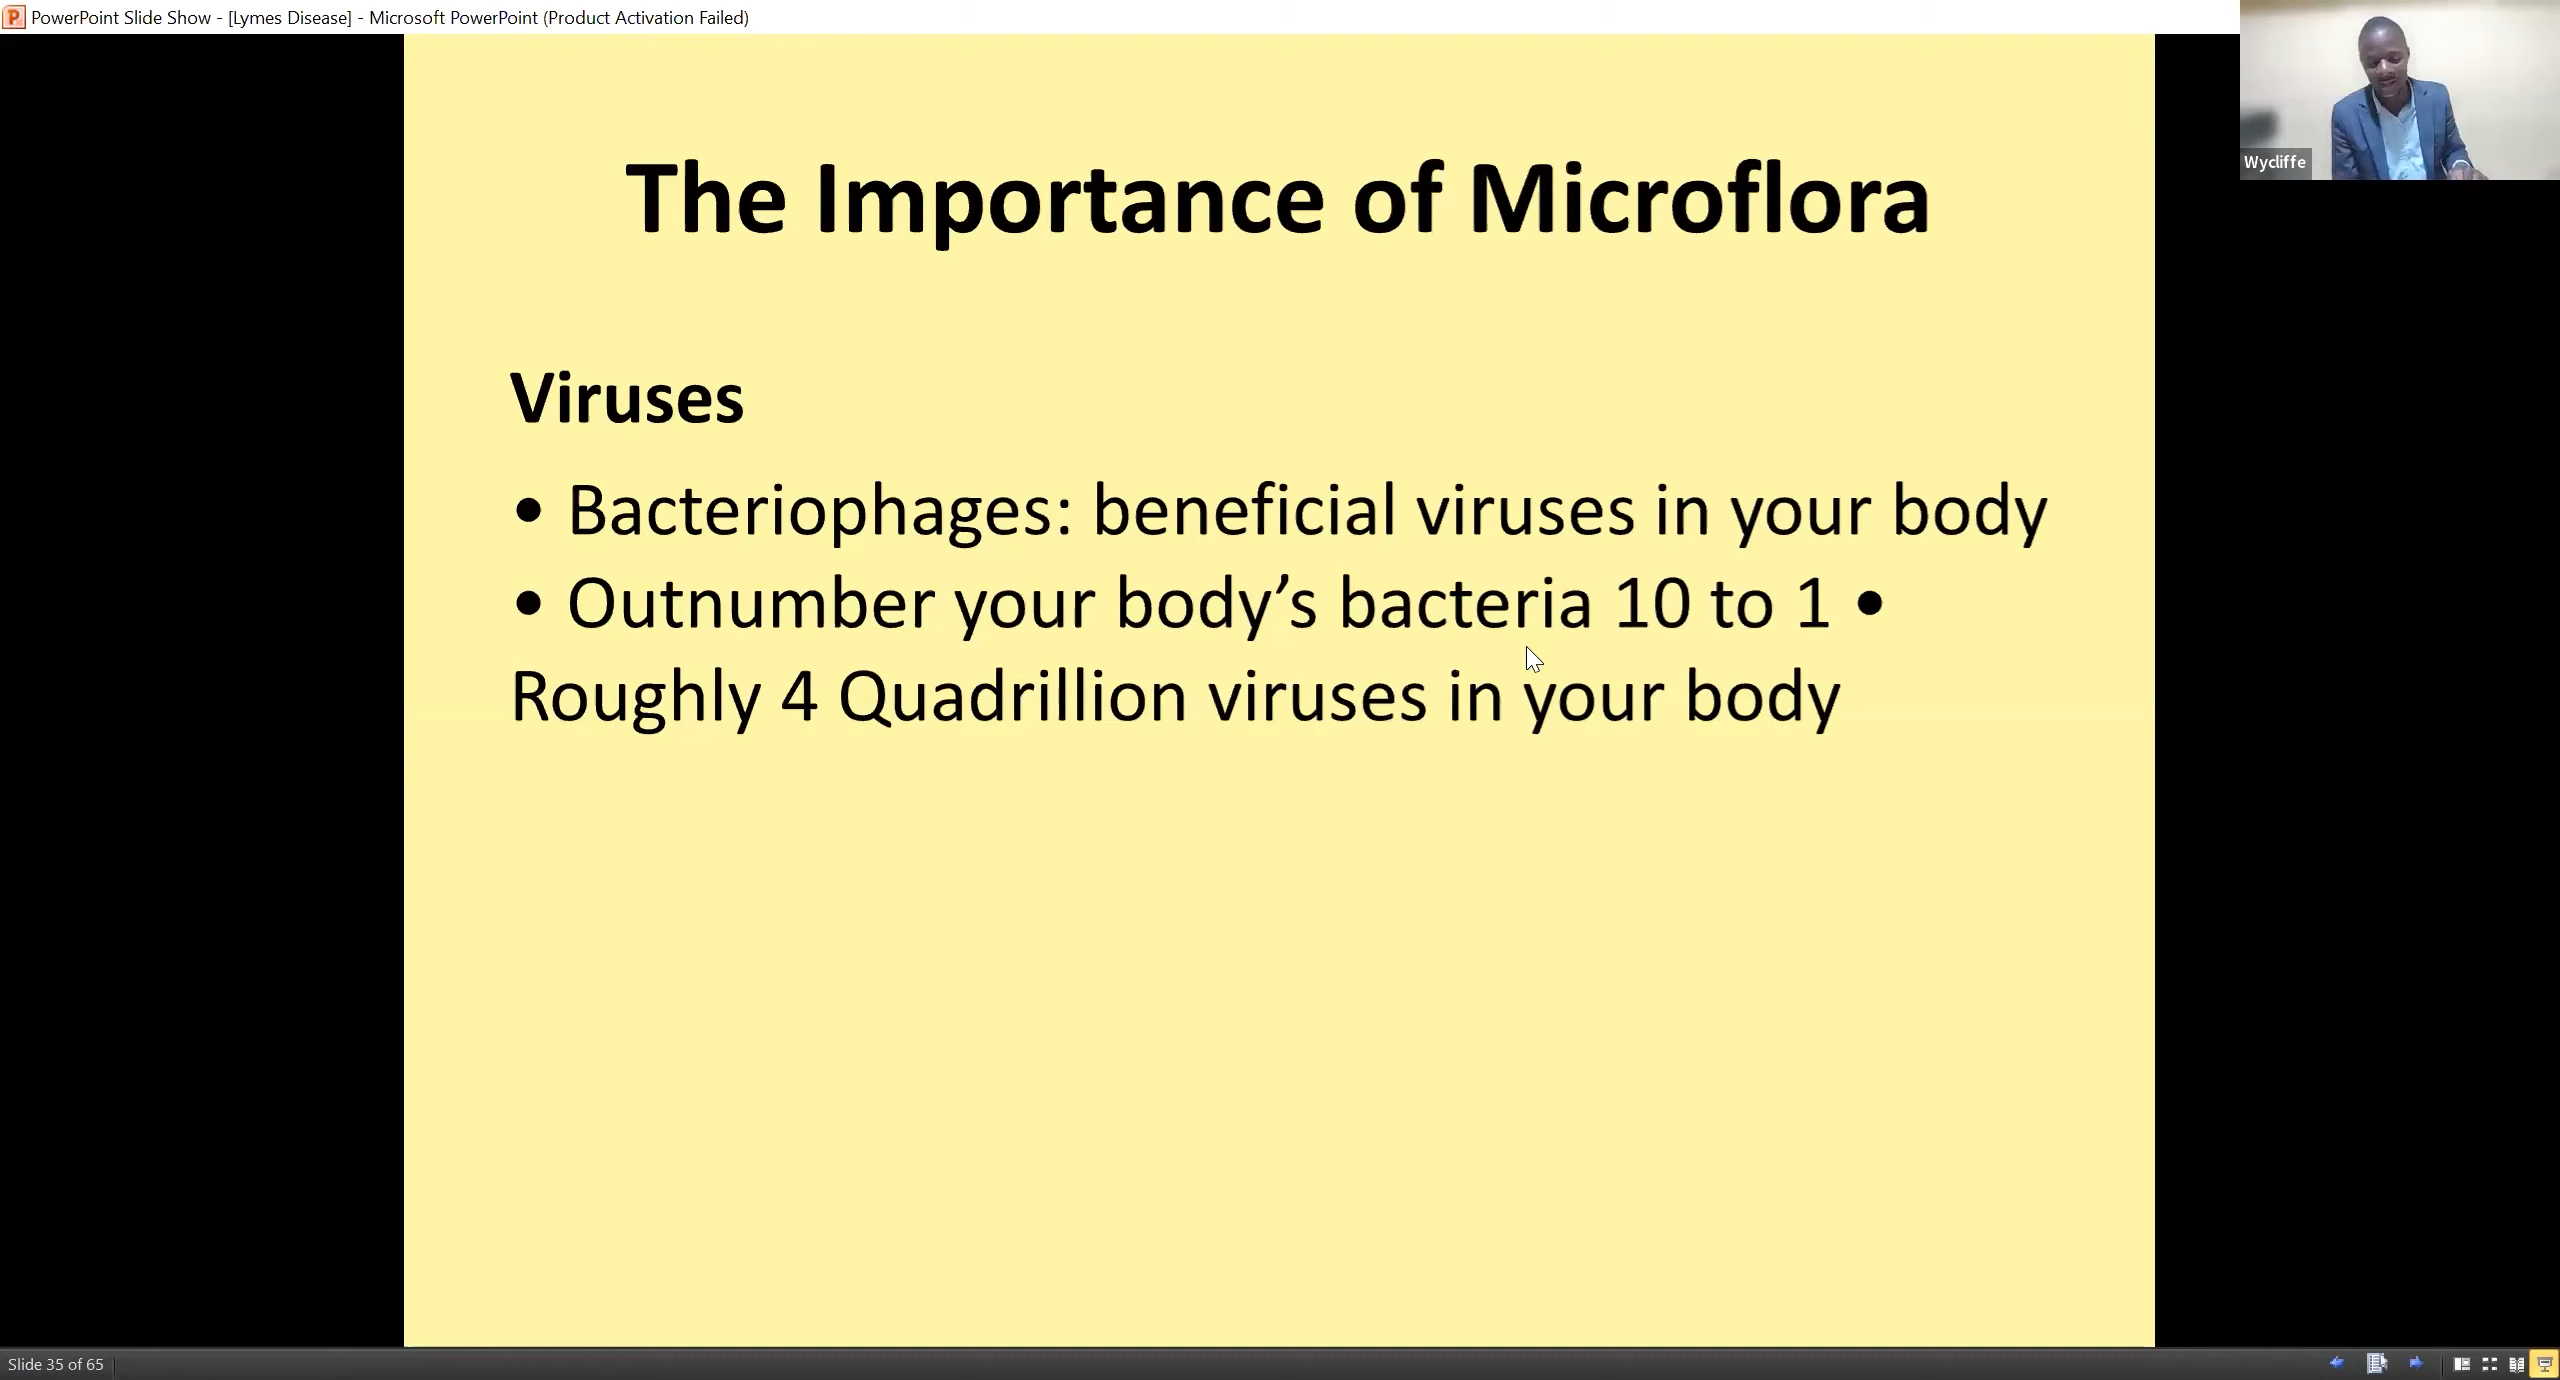 PowerPoint Slide Show - [Lymes Disease] - Microsoft PowerPoint (Product Activation Failed)
Wycliffe
The Importance of Microflora
Viruses
• Bacteriophages: beneficial viruses in your body
• Outnumber your body’s bacteria 10 to 1 •
Roughly 4 Quadrillion viruses in your body
Slide 35 of 65